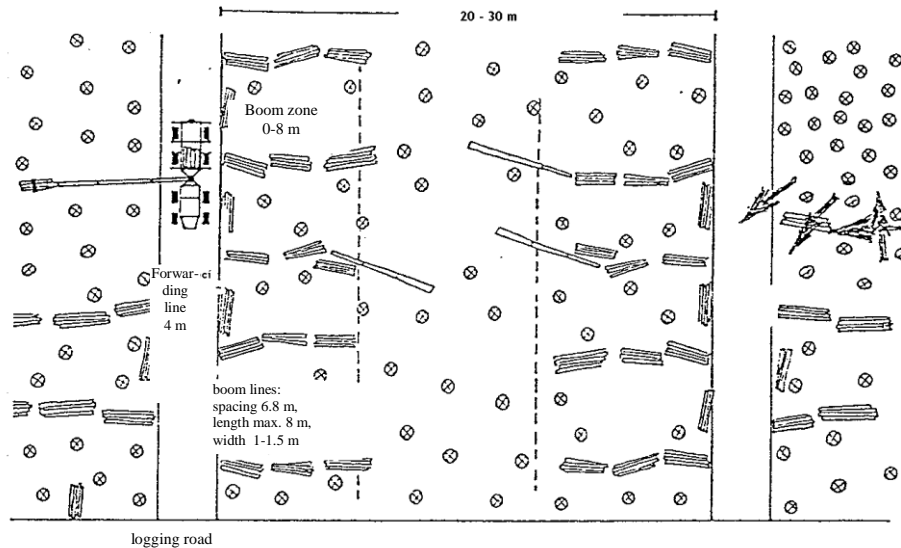 20 - 30 m
Boom zone
0-8 m
Forwar-
ding
line
4 m
boom lines:
spacing 6.8 m,
length max. 8 m,
width 1-1.5 m
logging road